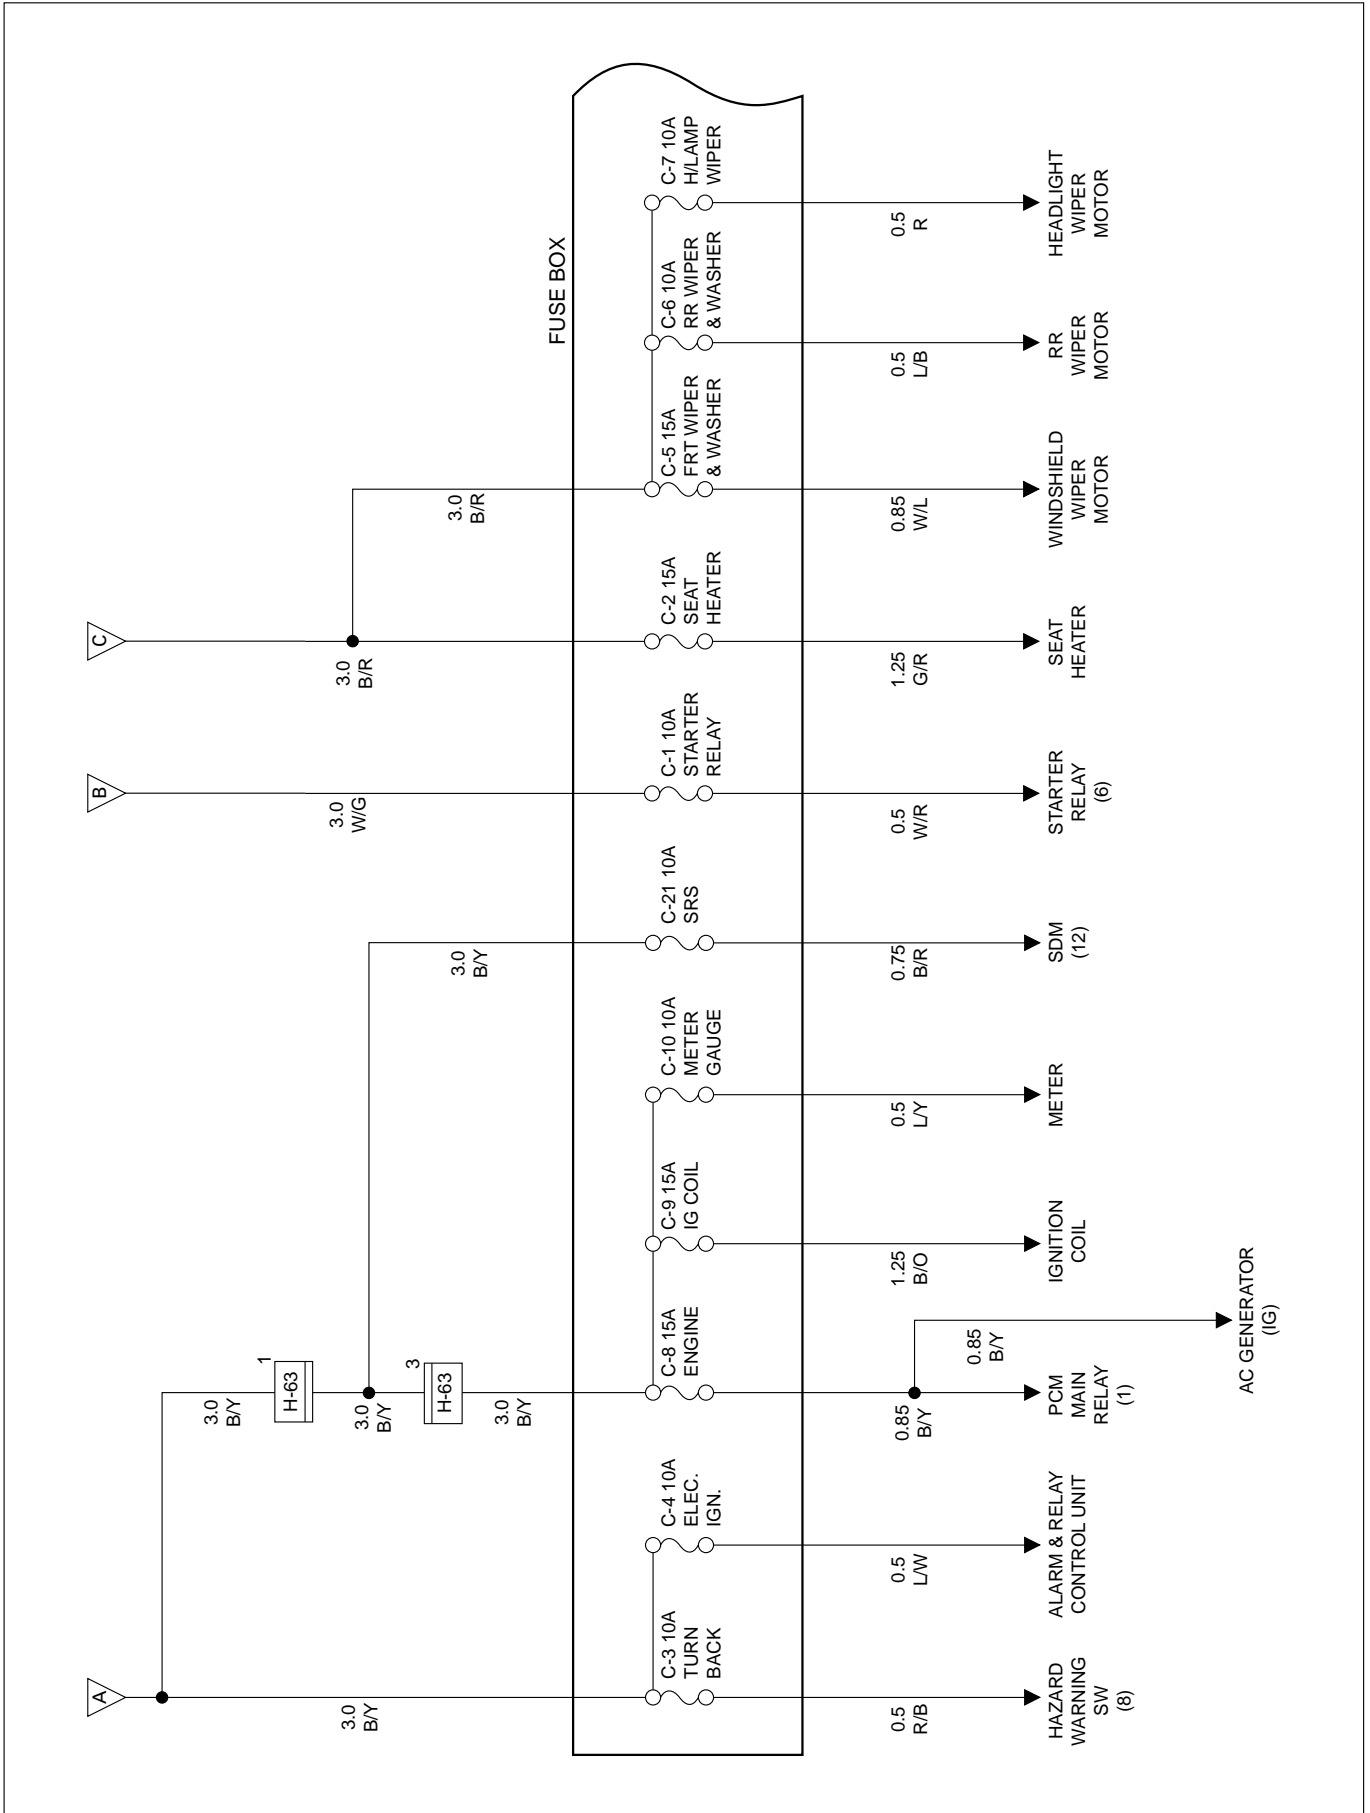 A
B
C
3.0
B/Y
3.0
B/Y
1
H-63
3.0
B/Y
3
H-63
3.0
B/Y
3.0
B/Y
3.0
W/G
3.0
B/R
3.0
B/R
FUSE BOX
C-3 10A
TURN
BACK
C-4 10A
ELEC.
IGN.
C-8 15A
ENGINE
C-9 15A
IG COIL
C-10 10A
METER
GAUGE
C-21 10A
SRS
C-1 10A
STARTER
RELAY
C-2 15A
SEAT
HEATER
C-5 15A
FRT WIPER
& WASHER
C-6 10A
RR WIPER
& WASHER
C-7 10A
H/LAMP
WIPER
0.5
R/B
0.5
L/W
0.85
B/Y
0.85
B/Y
1.25
B/O
0.5
L/Y
0.75
B/R
0.5
W/R
1.25
G/R
0.85
W/L
0.5
L/B
0.5
R
HAZARD
WARNING
SW
(8)
ALARM & RELAY
CONTROL UNIT
PCM
MAIN
RELAY
(1)
AC GENERATOR
(IG)
IGNITION
COIL
METER
SDM
(12)
STARTER
RELAY
(6)
SEAT
HEATER
WINDSHIELD
WIPER
MOTOR
RR
WIPER
MOTOR
HEADLIGHT
WIPER
MOTOR